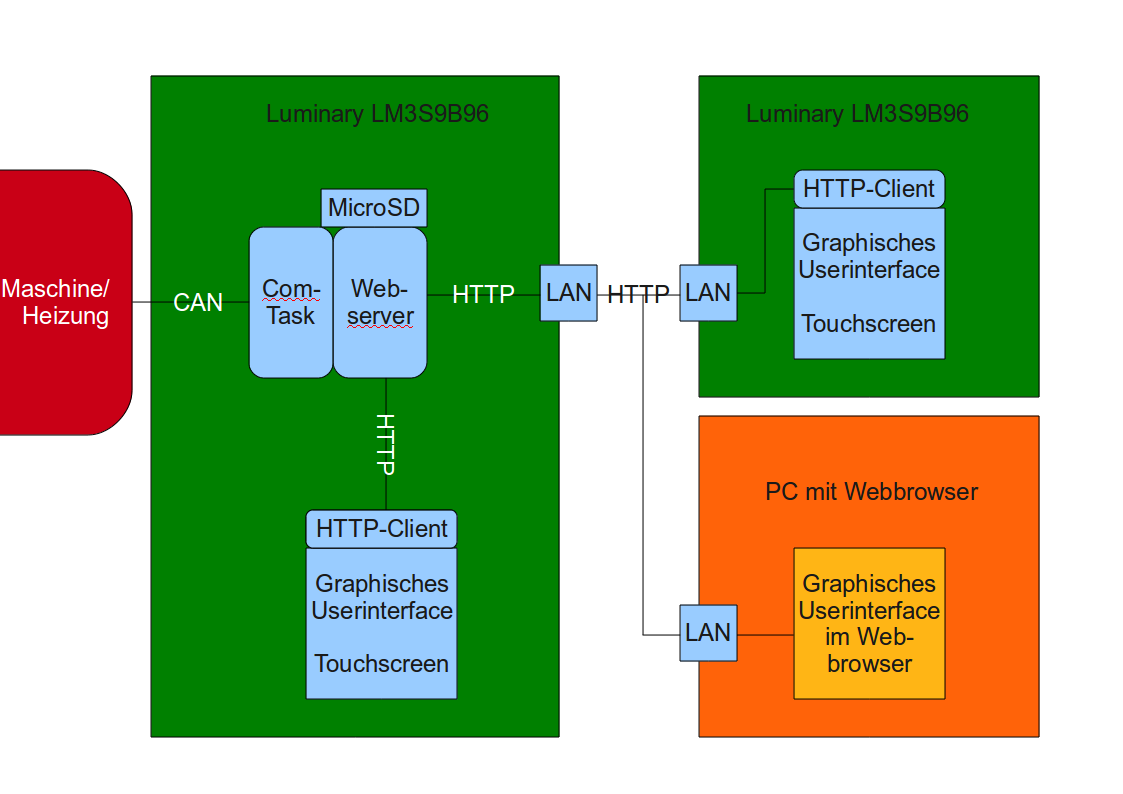 Luminary LM3S9B96
MicroSD
Maschine/
Heizung
CAN
Com-
Task
Web-
server
HTTP
LAN
HTTP
HTTP-Client
Graphisches
Userinterface
Touchscreen
HTTP
Luminary LM3S9B96
LAN
HTTP-Client
Graphisches
Userinterface
Touchscreen
PC mit Webbrowser
LAN
Graphisches
Userinterface
im Web-
browser